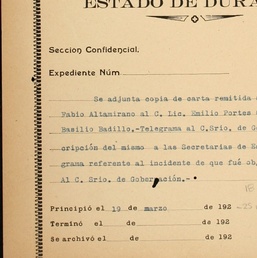 ESTADO DE DURA
Seccion Confidencial.
Expediente Núm
Se adjunta copia de carta remitida
Fabio Altamirano al C. Lic. Emilio Portes
Basilio Badillo.-Telegrama al C.Srio. de Go
cripción del mismo a las Secretarias de
grama referente al incidente de que fué ob
Al C. Srio. de Gobernación.-
Principió el 19 de marzo de 192
Terminó el de de 192
Se archivó el de de 192